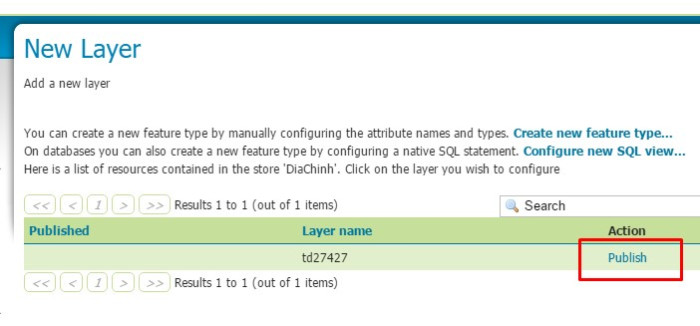 New Layer
Add a new layer
You can create a new feature type by manually configuring the attribute names and types. Create new feature type...
On databases you can also create a new feature type by configuring a native SQL statement. Configure new SQL view...
Here is a list of resources contained in the store 'DiaChinh'. Click on the layer you wish to configure
<< < 1 > >> Results 1 to 1 (out of 1 items) Search
Published Layer name Action
td27427 Publish
<< < 1 > >> Results 1 to 1 (out of 1 items)